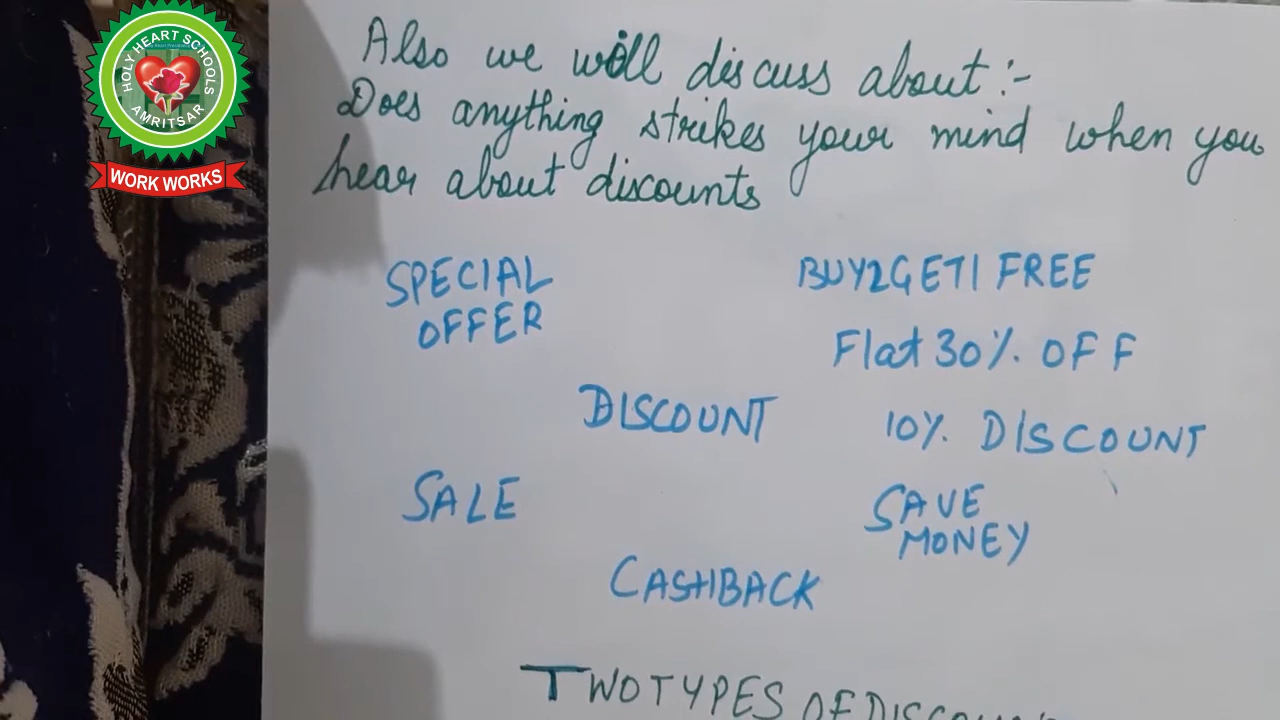 HOLY HEART SCHOOLS
AMRITSAR
WORK WORKS
Also we will discuss about :-
Does anything strikes your mind when you
hear about discounts
SPECIAL
OFFER
BUY2GET1 FREE
Flat 30% OFF
DISCOUNT
10% DISCOUNT
SALE
SAVE
MONEY
CASHBACK
TWO TYPES OF